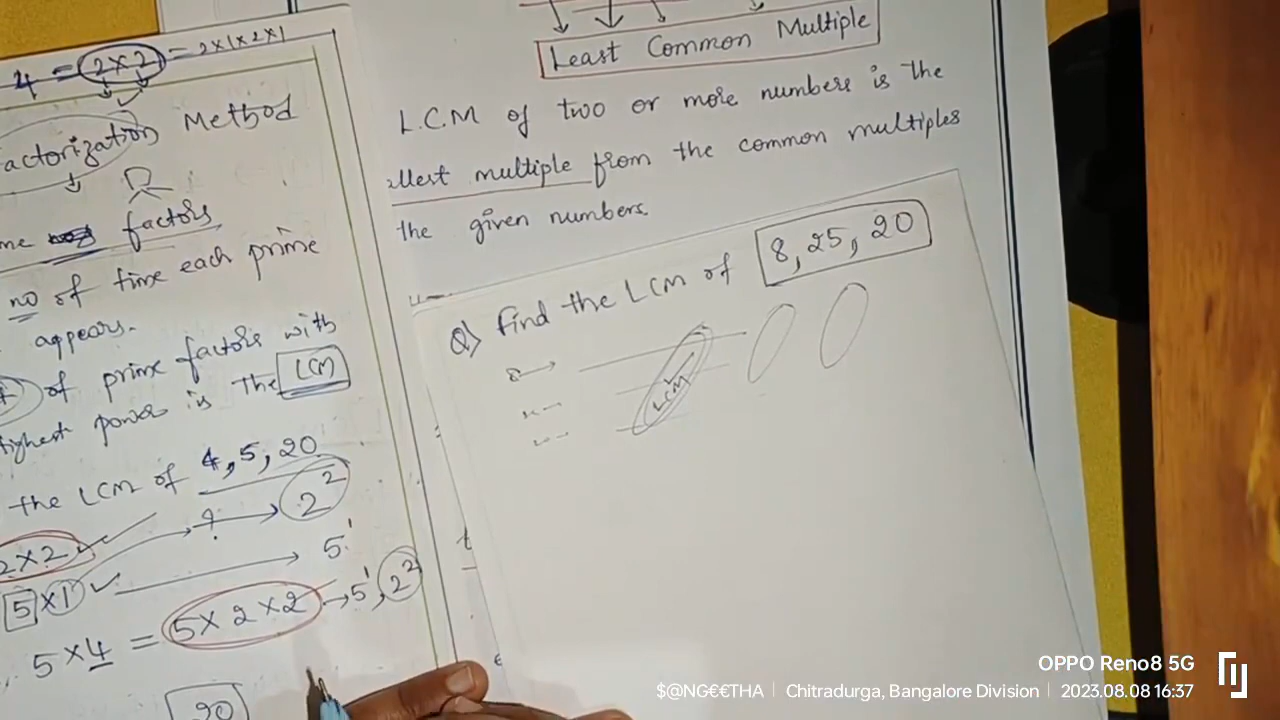 4 = 2×2 = 2×1×2×1
actorization Method
me factors
no of time each prime
appears.
of prime factors with
highest power is the LCM
the LCM of 4, 5, 20
2×2 → 2²
5×1 → 5¹
5×4 = 5×2×2 → 5¹, 2²
20
Least Common Multiple
L.C.M of two or more numbers is the
allest multiple from the common multiples
the given numbers.
Q) Find the LCM of 8, 25, 20
8 →
LCM
OPPO Reno8 5G
$@NG€€THA | Chitradurga, Bangalore Division | 2023.08.08 16:37